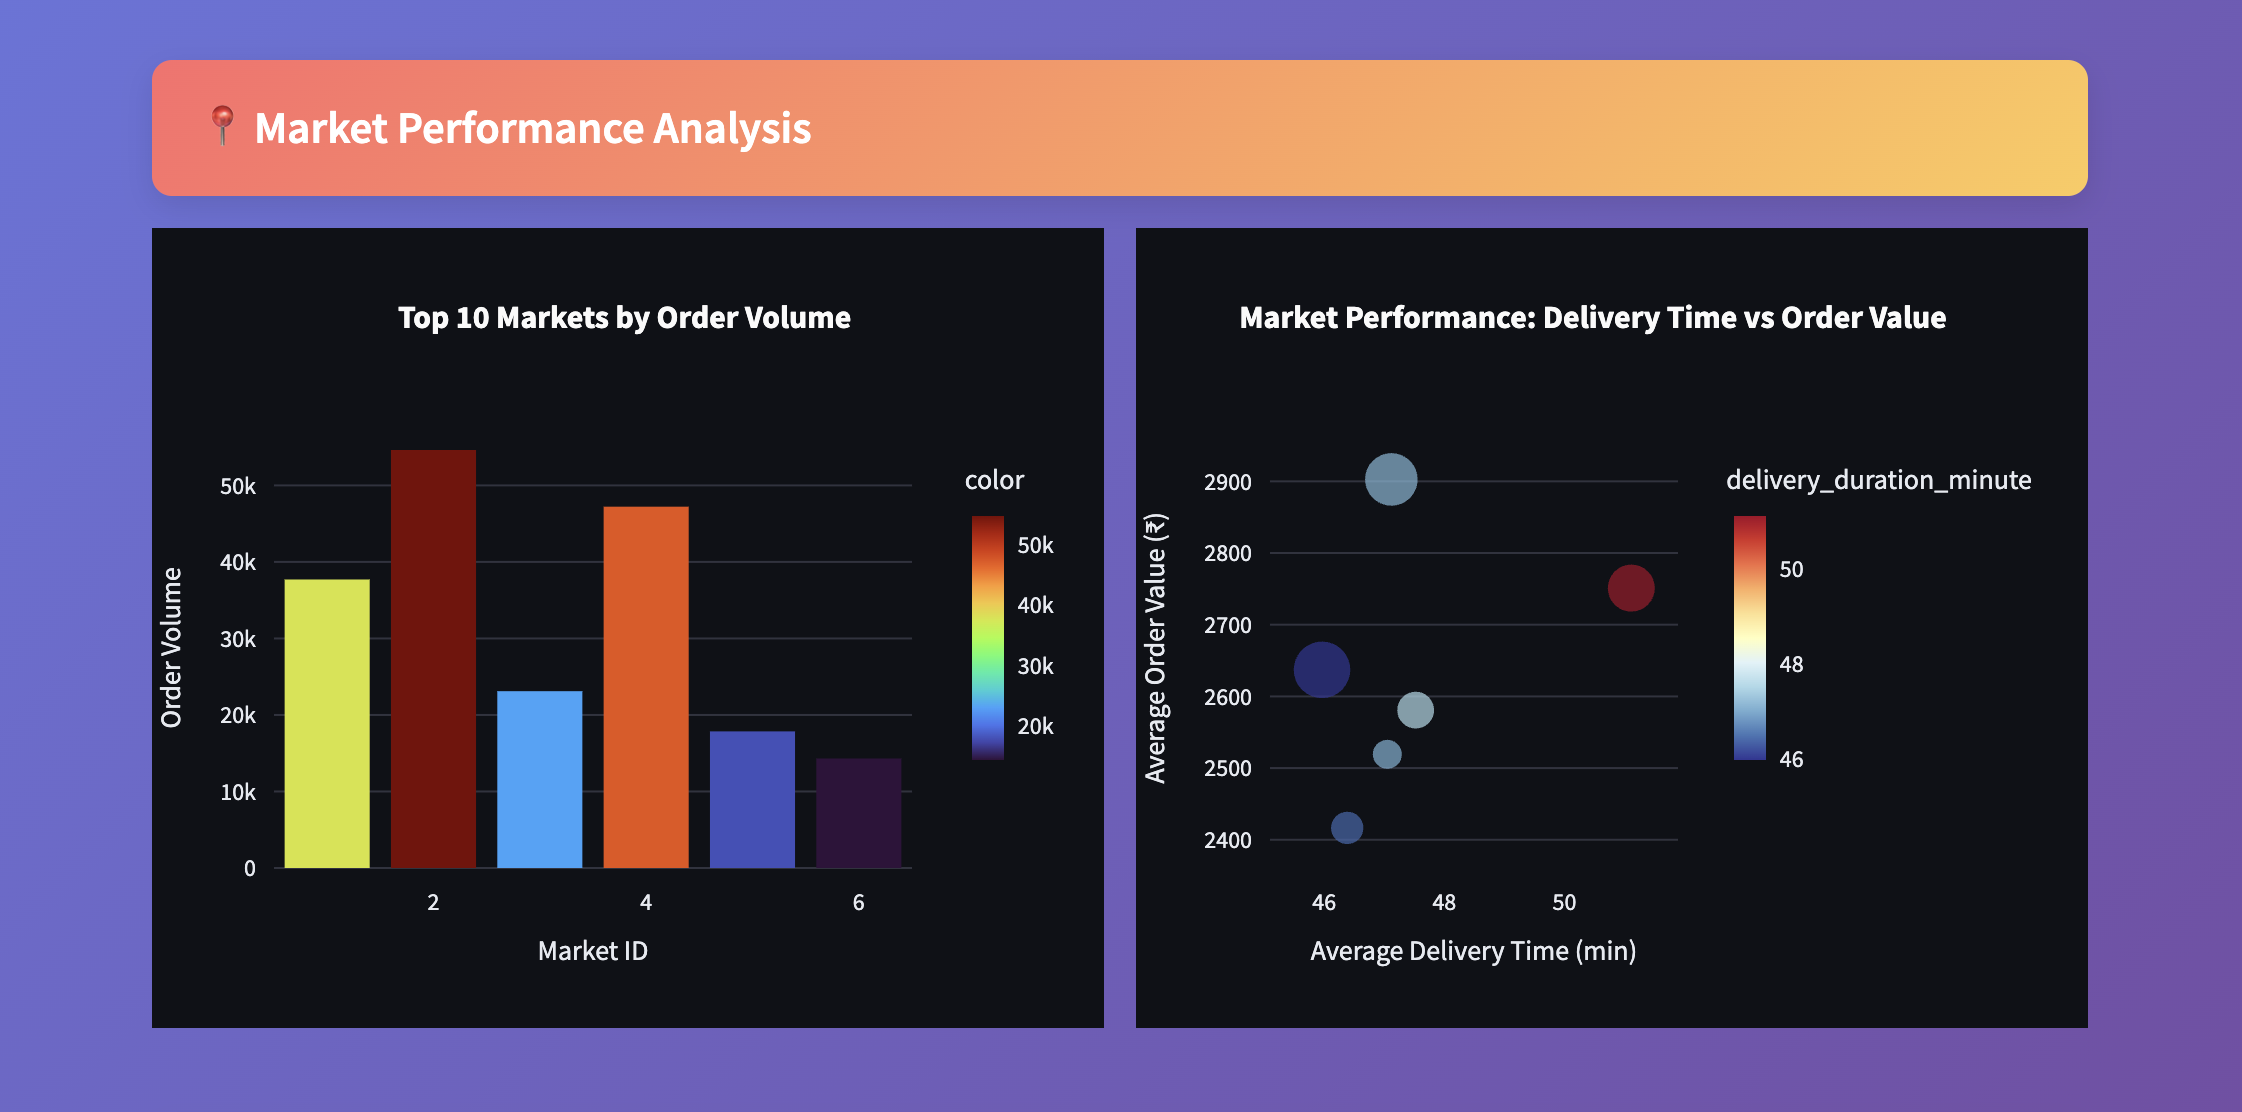 📍 Market Performance Analysis
Top 10 Markets by Order Volume
Order Volume
50k
40k
30k
20k
10k
0
2
4
6
Market ID
color
50k
40k
30k
20k
Market Performance: Delivery Time vs Order Value
Average Order Value (₹)
2900
2800
2700
2600
2500
2400
46
48
50
Average Delivery Time (min)
delivery_duration_minute
50
48
46